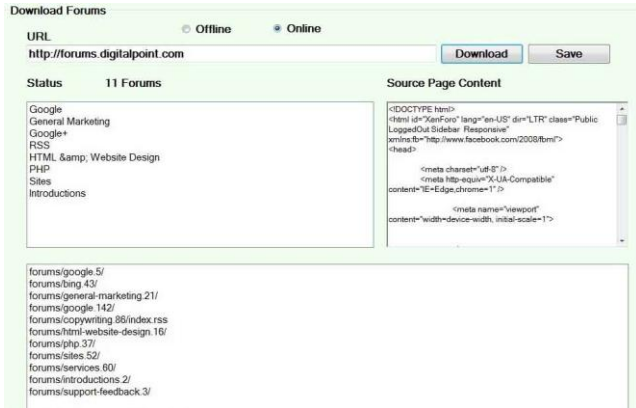 Download Forums
Offline Online
URL
http://forums.digitalpoint.com Download Save
Status 11 Forums Source Page Content
Google
General Marketing
Google+
RSS
HTML &amp; Website Design
PHP
Sites
Introductions
<!DOCTYPE html>
<html id="XenForo" lang="en-US" dir="LTR" class="Public
LoggedOut Sidebar Responsive"
xmlns:fb="http://www.facebook.com/2008/fbml">
<head>
<meta charset="utf-8" />
<meta http-equiv="X-UA-Compatible"
content="IE=Edge,chrome=1" />
<meta name="viewport"
content="width=device-width, initial-scale=1">
forums/google.5/
forums/bing.43/
forums/general-marketing.21/
forums/google.142/
forums/copywriting.86/index.rss
forums/html-website-design.16/
forums/php.37/
forums/sites.52/
forums/services.60/
forums/introductions.2/
forums/support-feedback.3/